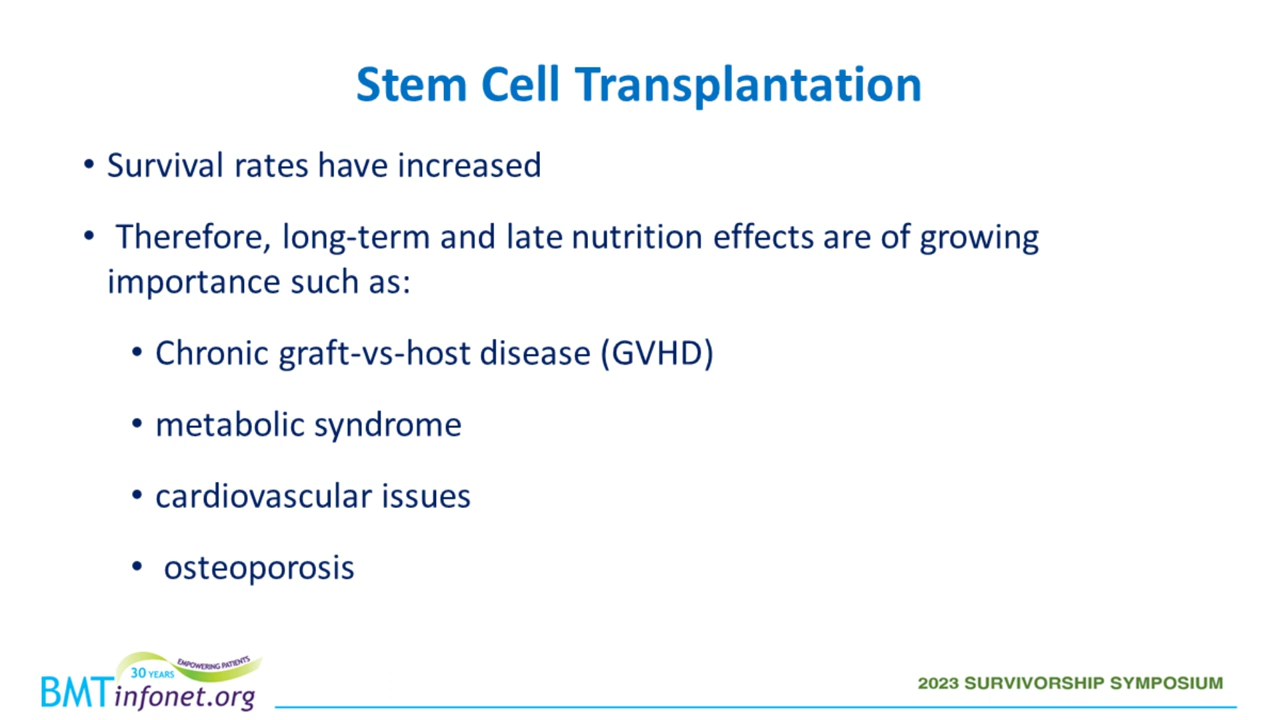 Stem Cell Transplantation
• Survival rates have increased
• Therefore, long-term and late nutrition effects are of growing
importance such as:
• Chronic graft-vs-host disease (GVHD)
• metabolic syndrome
• cardiovascular issues
• osteoporosis
30 YEARS EMPOWERING PATIENTS
BMTinfonet.org
2023 SURVIVORSHIP SYMPOSIUM